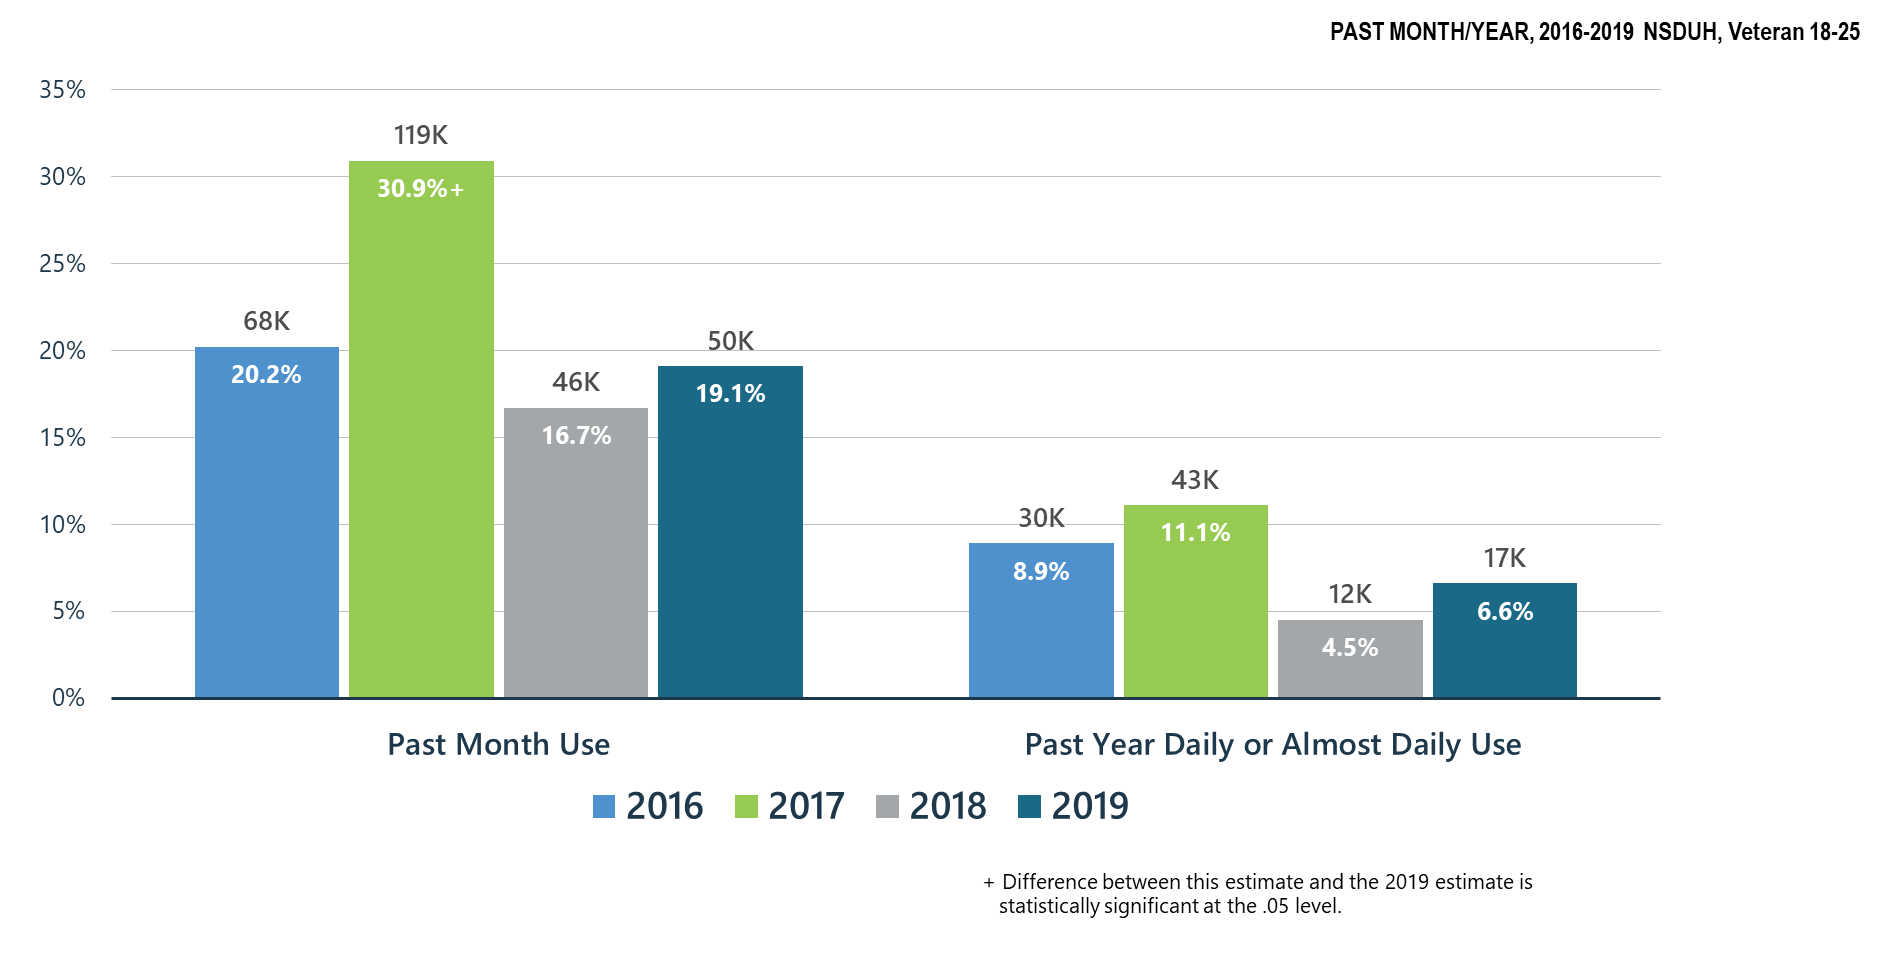 PAST MONTH/YEAR, 2016-2019 NSDUH, Veteran 18-25
35%
30%
25%
20%
15%
10%
5%
0%
68K
20.2%
119K
30.9%+
46K
16.7%
50K
19.1%
30K
8.9%
43K
11.1%
12K
4.5%
17K
6.6%
Past Month Use
Past Year Daily or Almost Daily Use
2016 2017 2018 2019
+ Difference between this estimate and the 2019 estimate is
statistically significant at the .05 level.